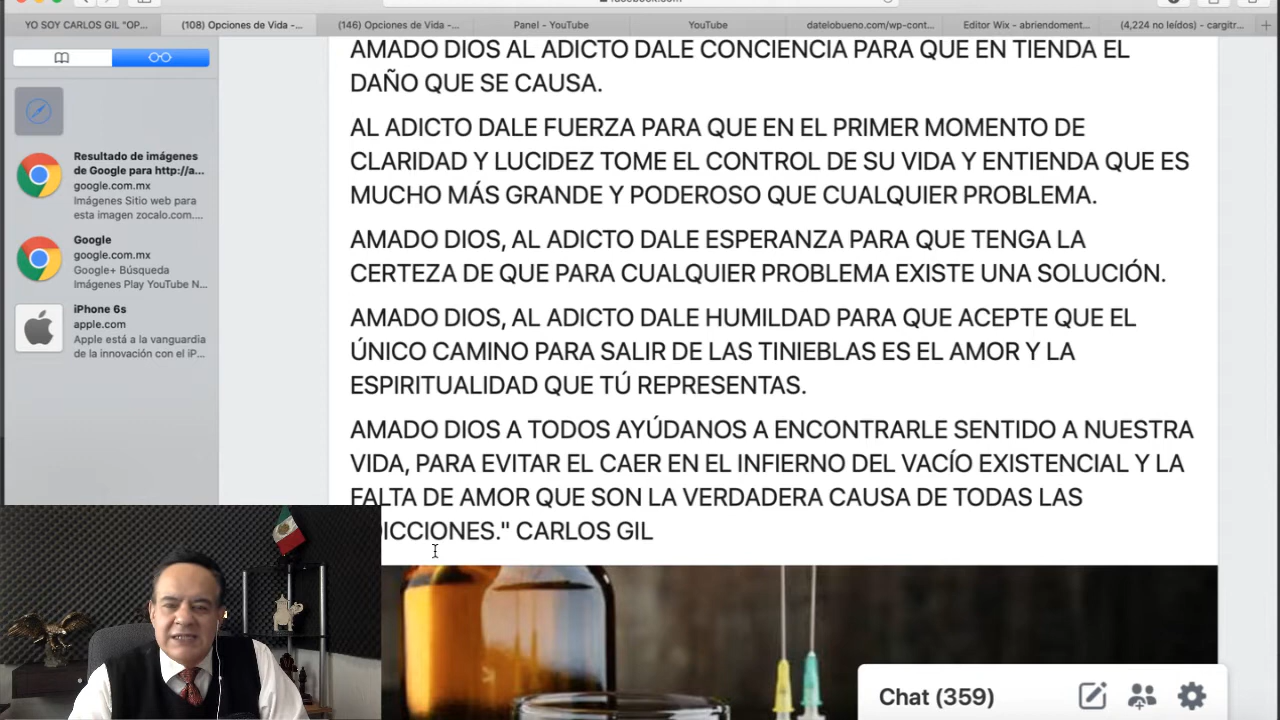 facebook.com
YO SOY CARLOS GIL "OP...
(108) Opciones de Vida -...
(146) Opciones de Vida -...
Panel - YouTube
YouTube
datelobueno.com/wp-cont...
Editor Wix - abriendoment...
(4,224 no leídos) - cargitr...
Resultado de imágenes
de Google para http://a...
google.com.mx
Imágenes Sitio web para
esta imagen zocalo.com....
Google
google.com.mx
Google+ Búsqueda
Imágenes Play YouTube N...
iPhone 6s
apple.com
Apple está a la vanguardia
de la innovación con el iP...
AMADO DIOS AL ADICTO DALE CONCIENCIA PARA QUE EN TIENDA EL
DAÑO QUE SE CAUSA.
AL ADICTO DALE FUERZA PARA QUE EN EL PRIMER MOMENTO DE
CLARIDAD Y LUCIDEZ TOME EL CONTROL DE SU VIDA Y ENTIENDA QUE ES
MUCHO MÁS GRANDE Y PODEROSO QUE CUALQUIER PROBLEMA.
AMADO DIOS, AL ADICTO DALE ESPERANZA PARA QUE TENGA LA
CERTEZA DE QUE PARA CUALQUIER PROBLEMA EXISTE UNA SOLUCIÓN.
AMADO DIOS, AL ADICTO DALE HUMILDAD PARA QUE ACEPTE QUE EL
ÚNICO CAMINO PARA SALIR DE LAS TINIEBLAS ES EL AMOR Y LA
ESPIRITUALIDAD QUE TÚ REPRESENTAS.
AMADO DIOS A TODOS AYÚDANOS A ENCONTRARLE SENTIDO A NUESTRA
VIDA, PARA EVITAR EL CAER EN EL INFIERNO DEL VACÍO EXISTENCIAL Y LA
FALTA DE AMOR QUE SON LA VERDADERA CAUSA DE TODAS LAS
DICCIONES." CARLOS GIL
Chat (359)